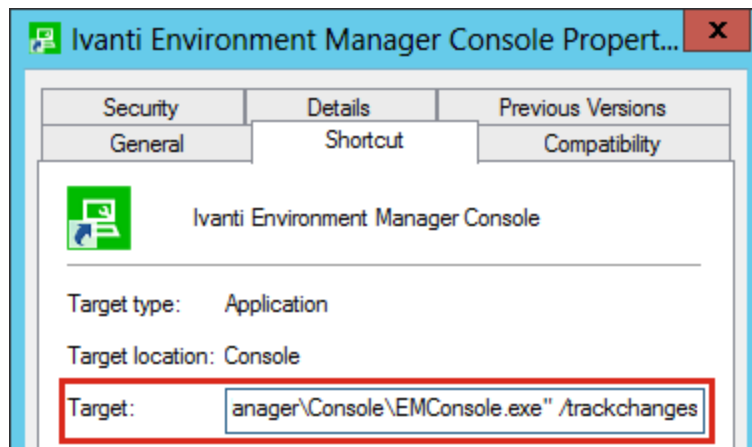 Ivanti Environment Manager Console Propert...
x
Security Details Previous Versions
General Shortcut Compatibility
Ivanti Environment Manager Console
Target type: Application
Target location: Console
Target: anager\Console\EMConsole.exe" /trackchanges